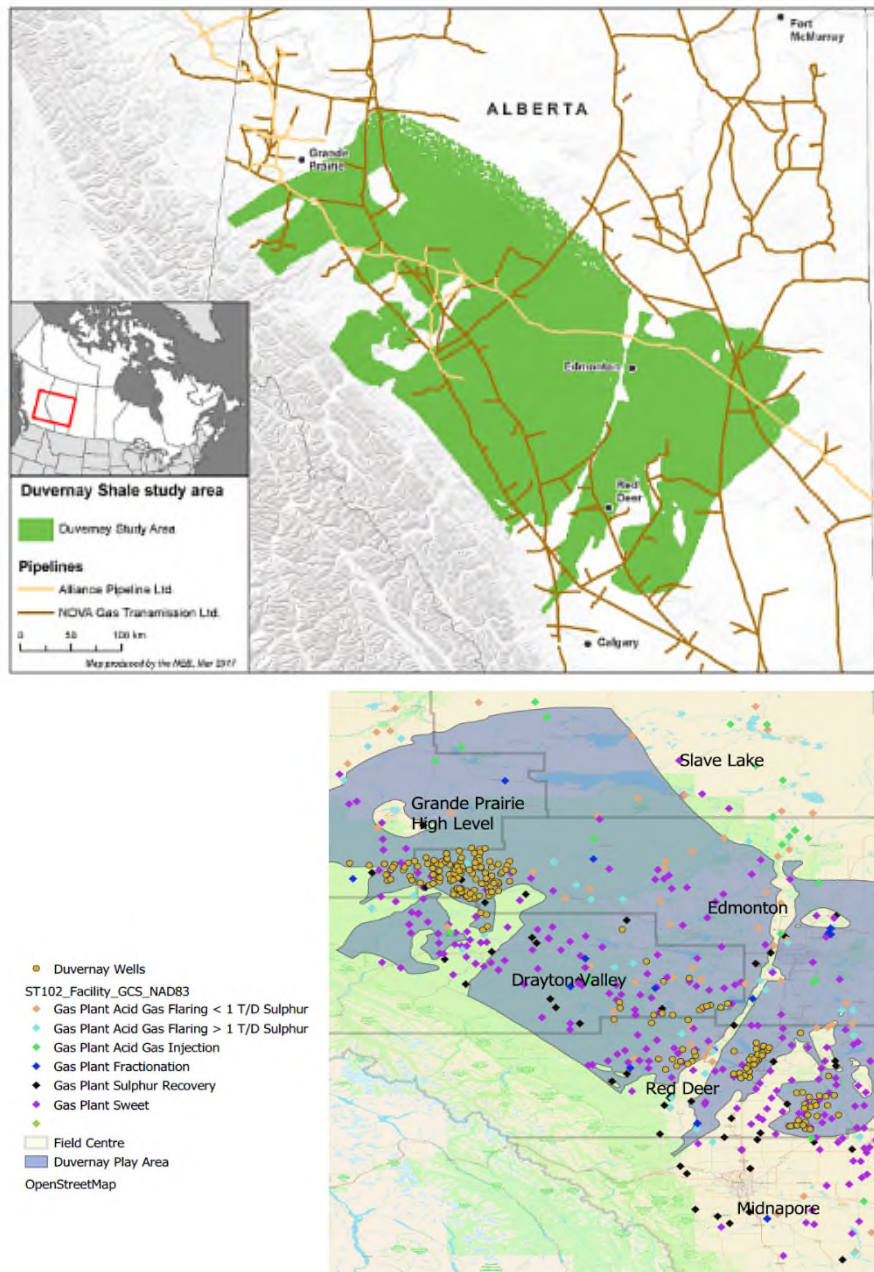 Fort
McMurray
ALBERTA
Grande
Prairie
Edmonton
Red
Deer
Calgary
Duvernay Shale study area
Duvernay Study Area
Pipelines
Alliance Pipeline Ltd.
NOVA Gas Transmission Ltd.
0 50 100 km
Map produced by the NEB, Mar 2017
Slave Lake
Grande Prairie
High Level
Edmonton
Drayton Valley
Red Deer
Midnapore
Duvernay Wells
ST102_Facility_GCS_NAD83
Gas Plant Acid Gas Flaring < 1 T/D Sulphur
Gas Plant Acid Gas Flaring > 1 T/D Sulphur
Gas Plant Acid Gas Injection
Gas Plant Fractionation
Gas Plant Sulphur Recovery
Gas Plant Sweet
Field Centre
Duvernay Play Area
OpenStreetMap